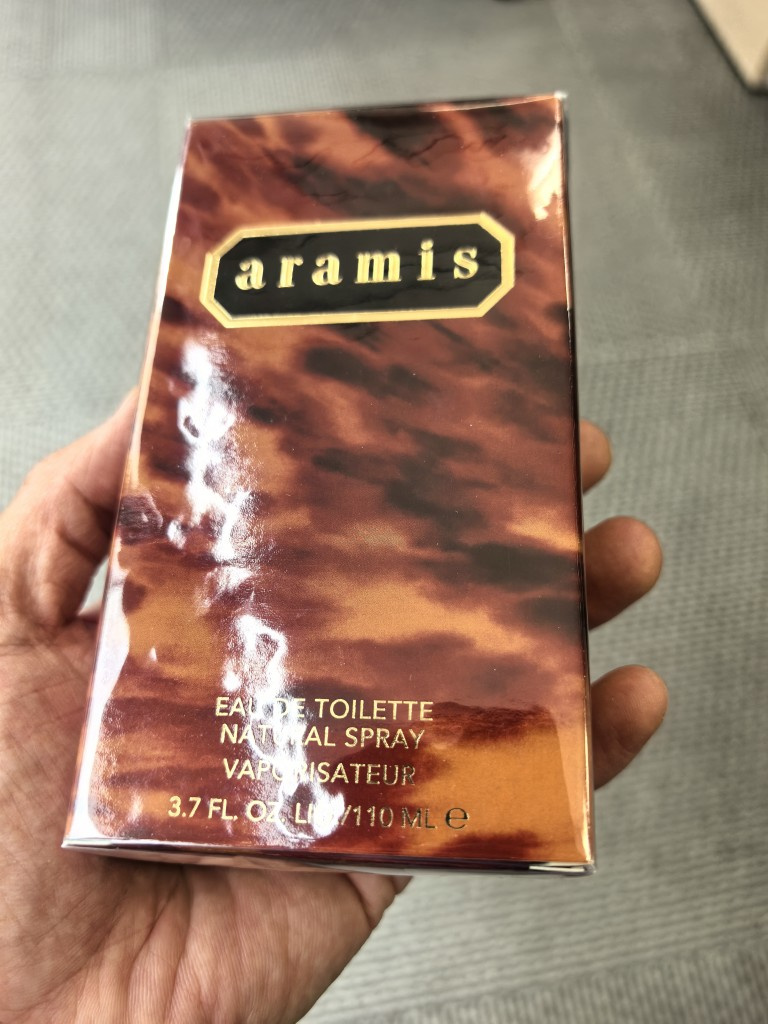 aramis
EAU DE TOILETTE
NATURAL SPRAY
VAPORISATEUR
3.7 FL. OZ. LIQ./110 ML ℮